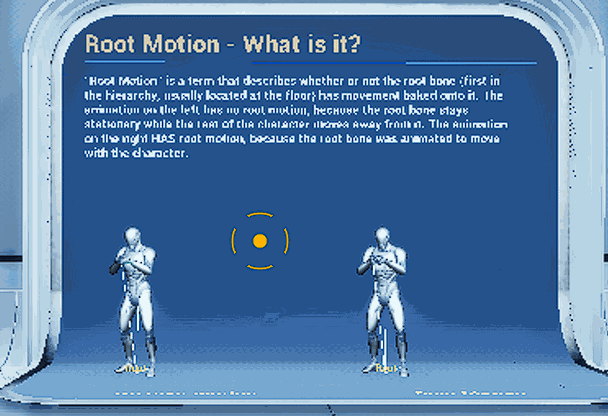 Root Motion - What is it?
"Root Motion" is a term that describes whether or not the root bone (first in
the hierarchy, usually located at the floor) has movement baked onto it. The
animation on the left has no root motion, because the root bone stays
stationary while the rest of the character moves away from it. The animation
on the right HAS root motion, because the root bone was animated to move
with the character.
Root
Root